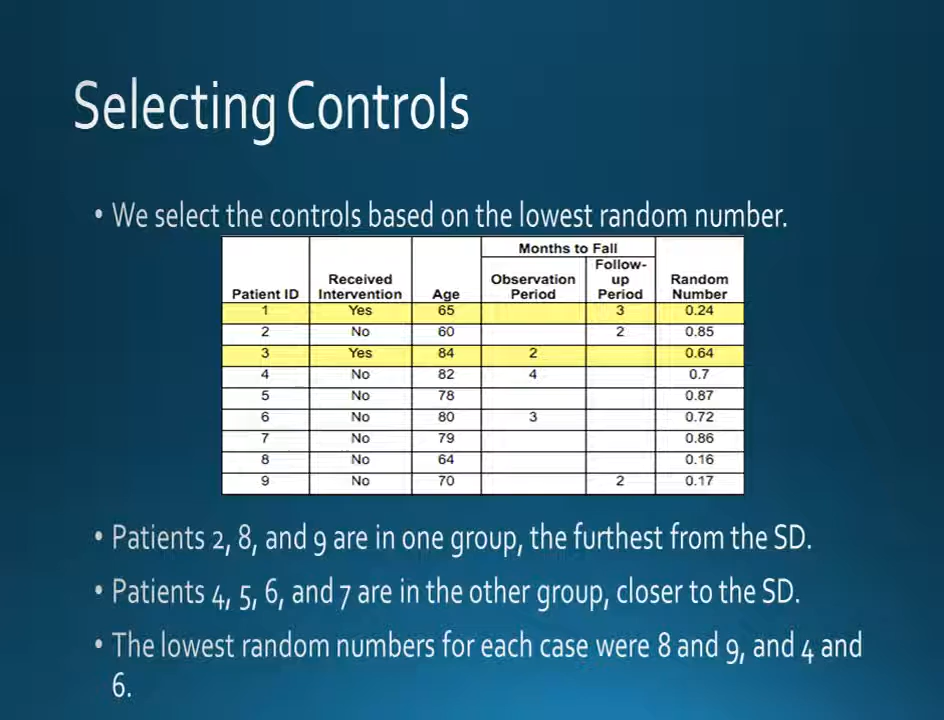 Selecting Controls
• We select the controls based on the lowest random number.
Months to Fall
Patient ID Received Intervention Age Observation Period Follow-up Period Random Number
1 Yes 65 3 0.24
2 No 60 2 0.85
3 Yes 84 2 0.64
4 No 82 4 0.7
5 No 78 0.87
6 No 80 3 0.72
7 No 79 0.86
8 No 64 0.16
9 No 70 2 0.17
• Patients 2, 8, and 9 are in one group, the furthest from the SD.
• Patients 4, 5, 6, and 7 are in the other group, closer to the SD.
• The lowest random numbers for each case were 8 and 9, and 4 and
6.